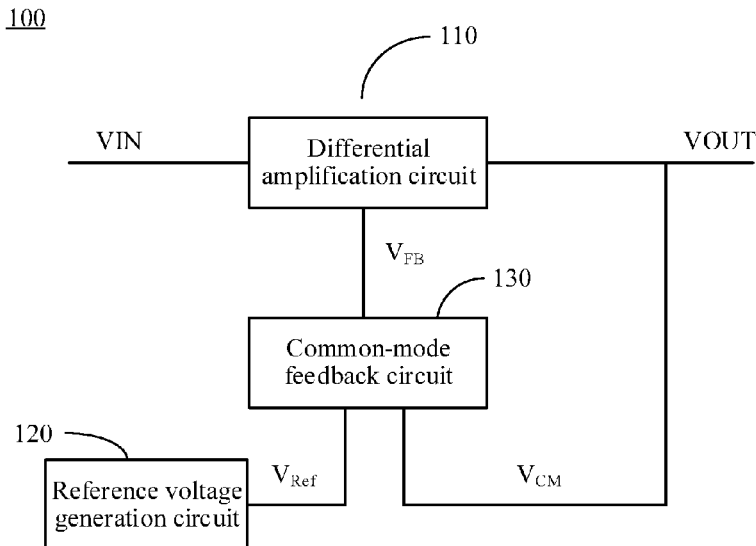 100
110
VIN
VOUT
Differential
amplification circuit
VFB
130
Common-mode
feedback circuit
120
VRef
VCM
Reference voltage
generation circuit